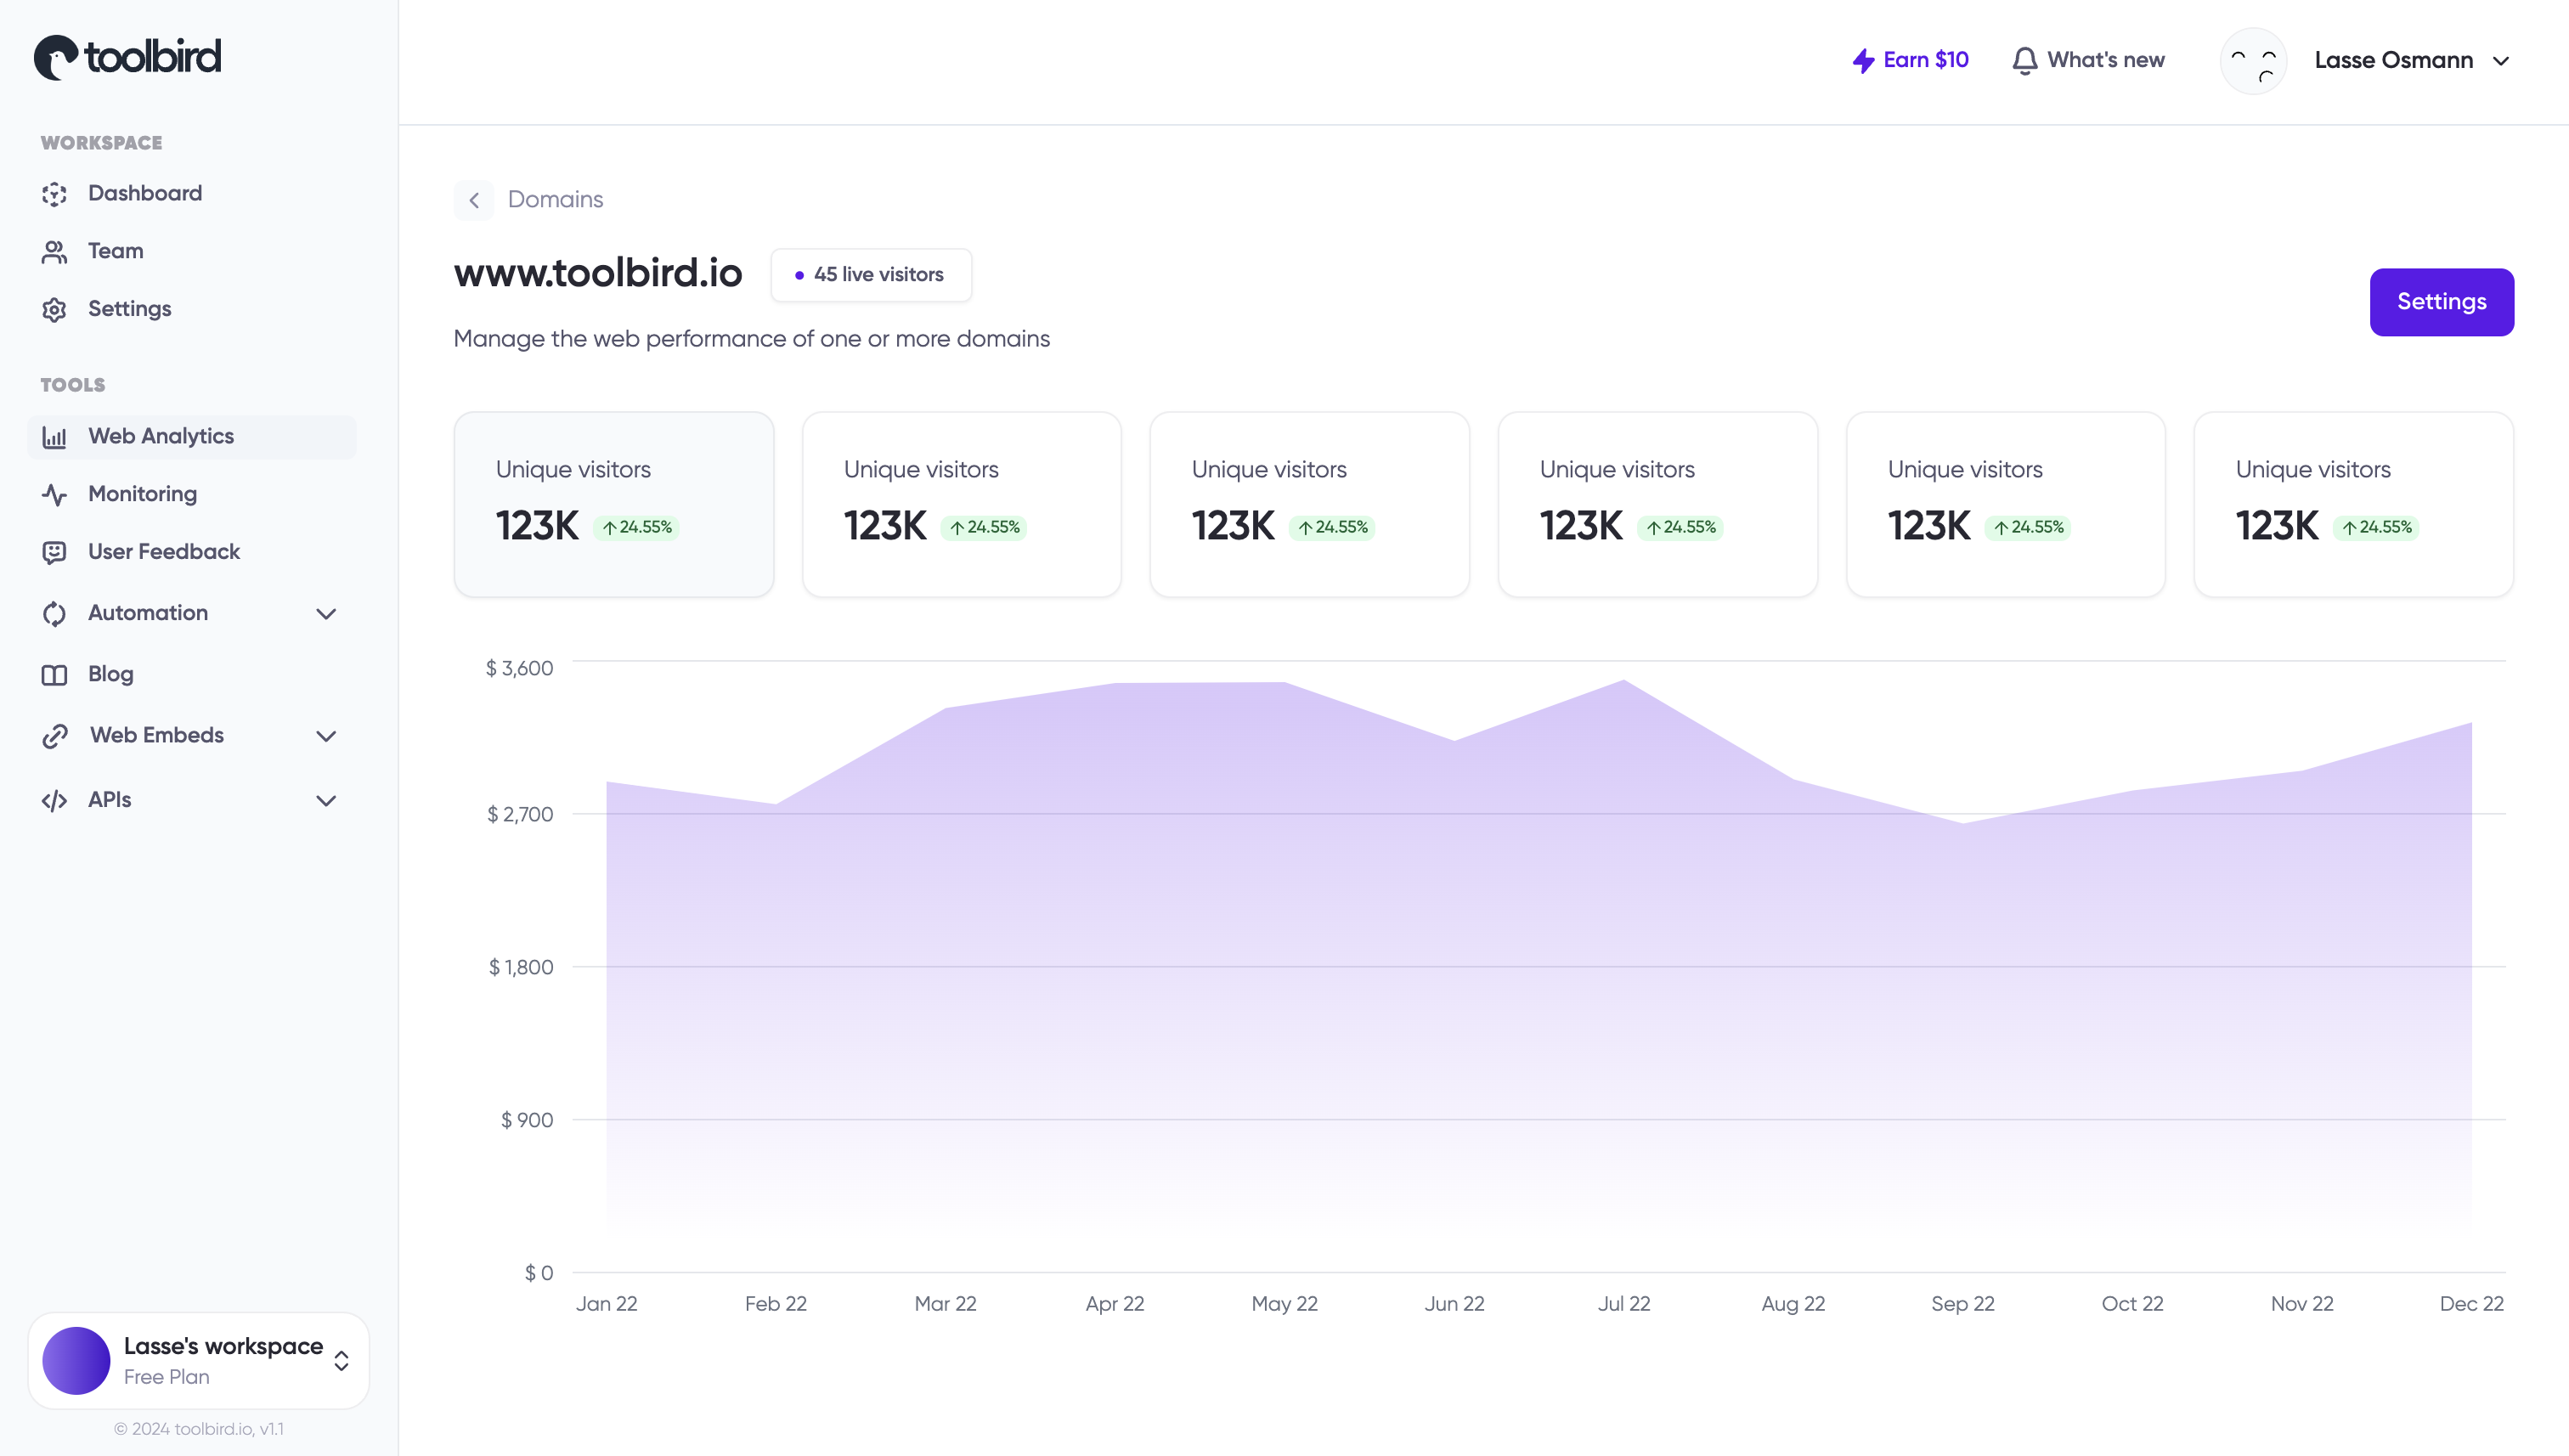 toolbird
WORKSPACE
Dashboard
Team
Settings
TOOLS
Web Analytics
Monitoring
User Feedback
Automation
Blog
Web Embeds
APIs
Lasse's workspace
Free Plan
© 2024 toolbird.io, v1.1
Earn $10
What's new
Lasse Osmann
Domains
www.toolbird.io
45 live visitors
Manage the web performance of one or more domains
Settings
Unique visitors
123K 24.55%
Unique visitors
123K 24.55%
Unique visitors
123K 24.55%
Unique visitors
123K 24.55%
Unique visitors
123K 24.55%
Unique visitors
123K 24.55%
$ 3,600
$ 2,700
$ 1,800
$ 900
$ 0
Jan 22 Feb 22 Mar 22 Apr 22 May 22 Jun 22 Jul 22 Aug 22 Sep 22 Oct 22 Nov 22 Dec 22